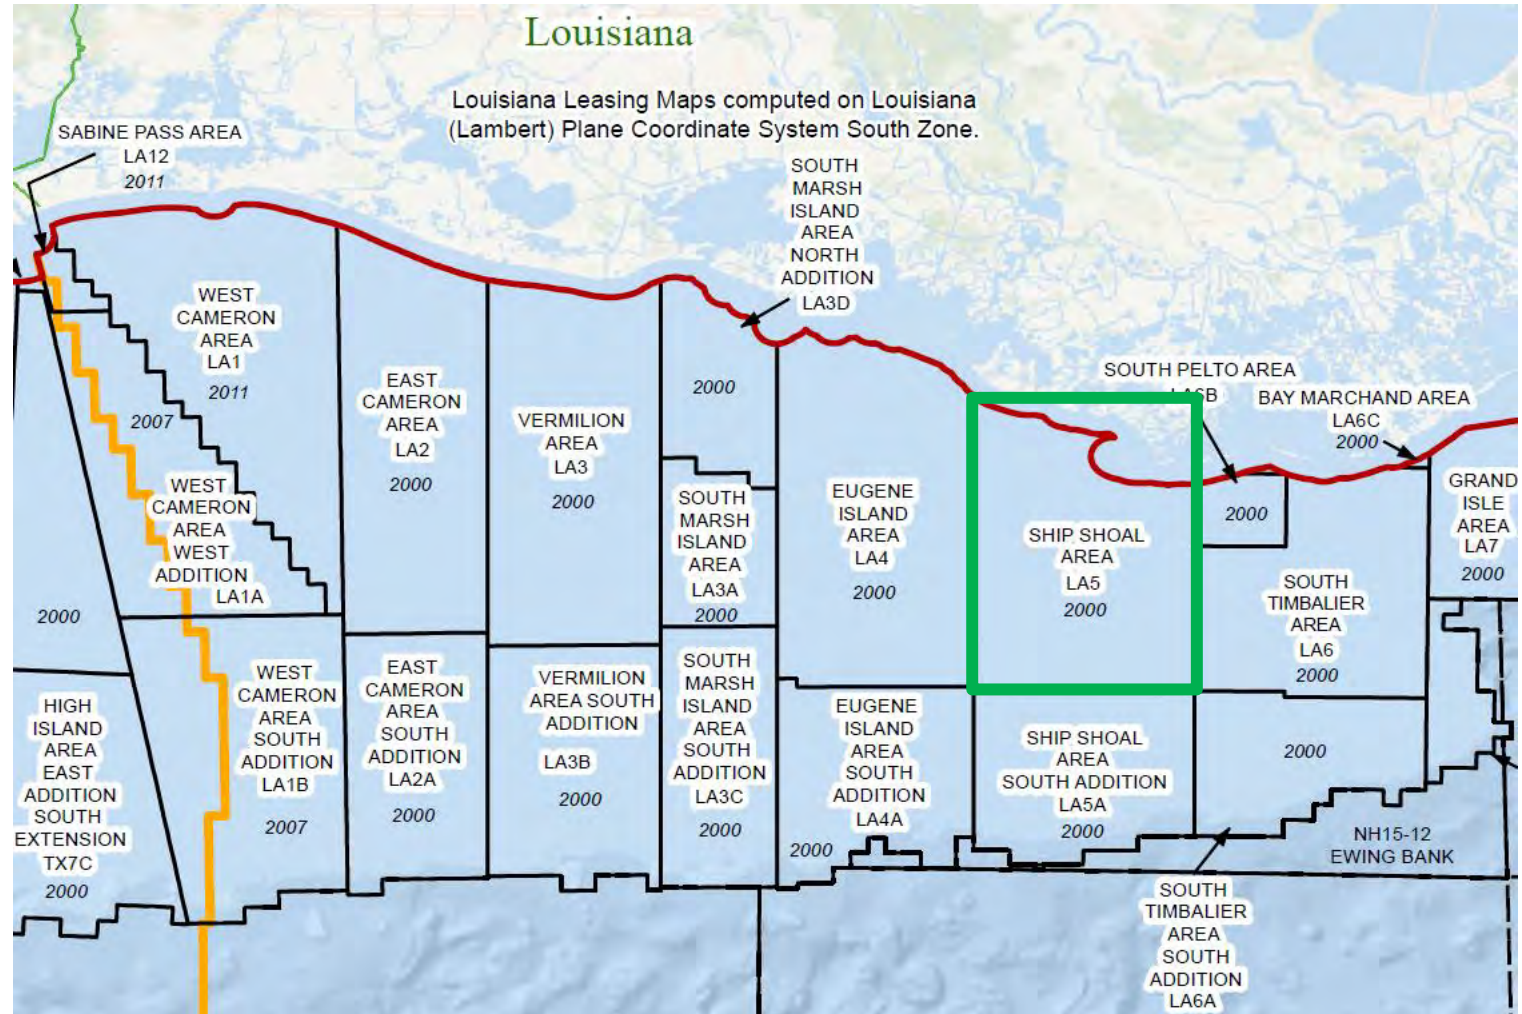 Louisiana
Louisiana Leasing Maps computed on Louisiana
(Lambert) Plane Coordinate System South Zone.
SABINE PASS AREA
LA12
2011
SOUTH
MARSH
ISLAND
AREA
NORTH
ADDITION
LA3D
2000
WEST
CAMERON
AREA
LA1
2011
2007
WEST
CAMERON
AREA
WEST
ADDITION
LA1A
EAST
CAMERON
AREA
LA2
2000
VERMILION
AREA
LA3
2000
SOUTH
MARSH
ISLAND
AREA
LA3A
2000
EUGENE
ISLAND
AREA
LA4
2000
SHIP SHOAL
AREA
LA5
2000
SOUTH PELTO AREA
LA6B
2000
BAY MARCHAND AREA
LA6C
2000
GRAND
ISLE
AREA
LA7
2000
SOUTH
TIMBALIER
AREA
LA6
2000
2000
HIGH
ISLAND
AREA
EAST
ADDITION
SOUTH
EXTENSION
TX7C
2000
WEST
CAMERON
AREA
SOUTH
ADDITION
LA1B
2007
EAST
CAMERON
AREA
SOUTH
ADDITION
LA2A
2000
VERMILION
AREA SOUTH
ADDITION
LA3B
2000
SOUTH
MARSH
ISLAND
AREA
SOUTH
ADDITION
LA3C
2000
EUGENE
ISLAND
AREA
SOUTH
ADDITION
LA4A
2000
SHIP SHOAL
AREA
SOUTH ADDITION
LA5A
2000
2000
NH15-12
EWING BANK
SOUTH
TIMBALIER
AREA
SOUTH
ADDITION
LA6A